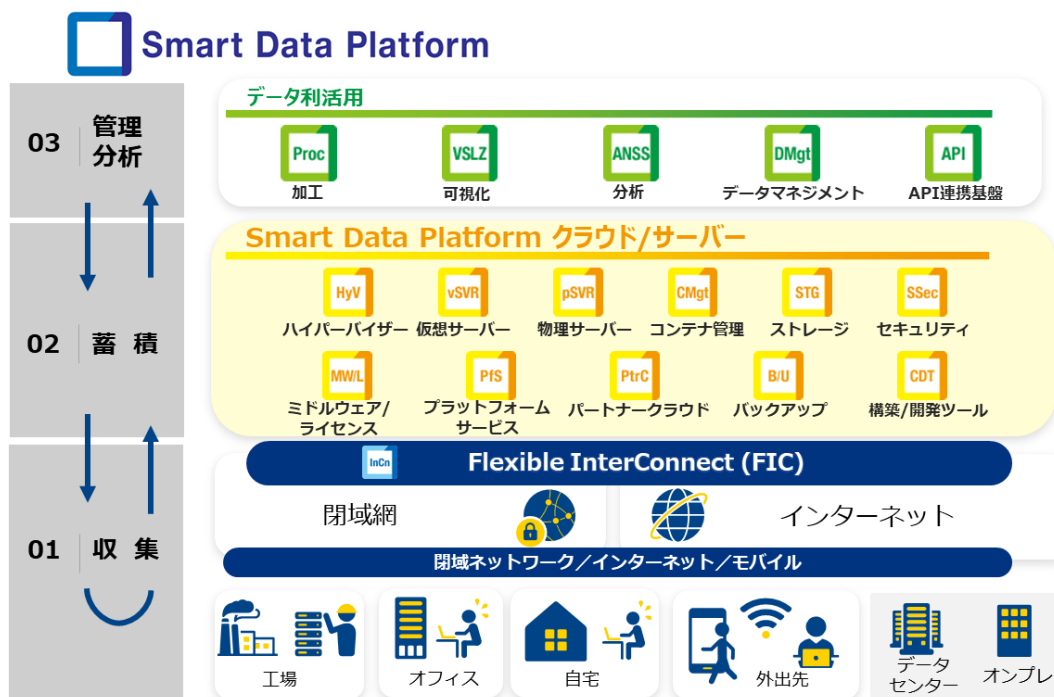 Smart Data Platform
03 管理
分析
データ利活用
Proc
VSLZ
ANSS
DMgt
API
加工
可視化
分析
データマネジメント
API連携基盤
02 蓄積
Smart Data Platform クラウド/サーバー
HyV
vSVR
pSVR
CMgt
STG
SSec
ハイパーバイザー
仮想サーバー
物理サーバー
コンテナ管理
ストレージ
セキュリティ
MW/L
PfS
PtrC
B/U
CDT
ミドルウェア/
ライセンス
プラットフォーム
サービス
パートナークラウド
バックアップ
構築/開発ツール
01 収集
InCn
Flexible InterConnect (FIC)
閉域網
インターネット
閉域ネットワーク／インターネット／モバイル
工場
オフィス
自宅
外出先
データ
センター
オンプレ